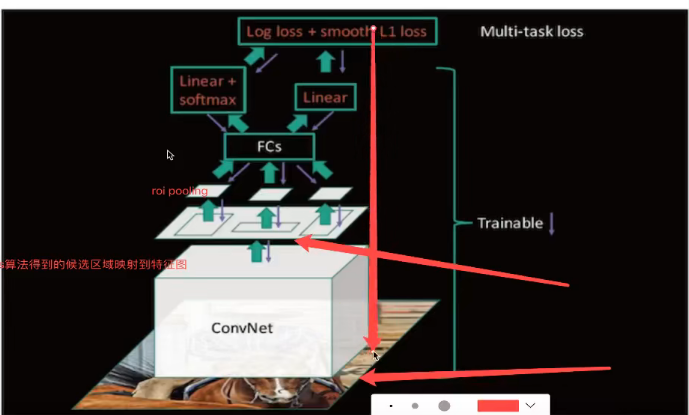 Log loss + smooth L1 loss
Multi-task loss
Linear +
softmax
Linear
FCs
roi pooling
Trainable
算法得到的候选区域映射到特征图
ConvNet